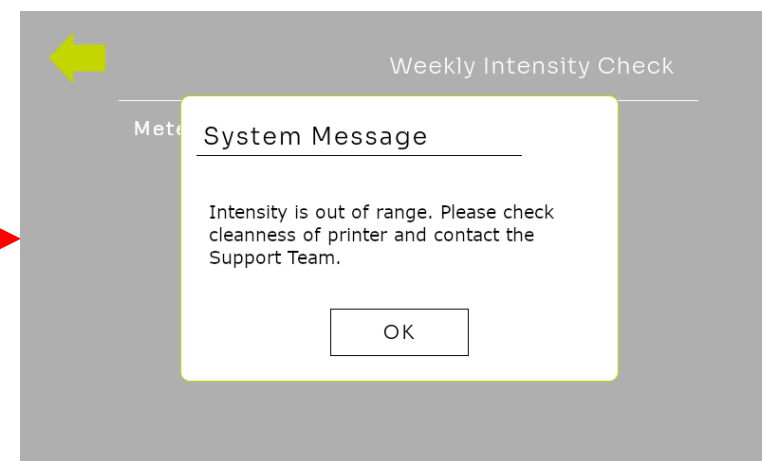 Weekly Intensity Check
System Message
Intensity is out of range. Please check
cleanness of printer and contact the
Support Team.
OK